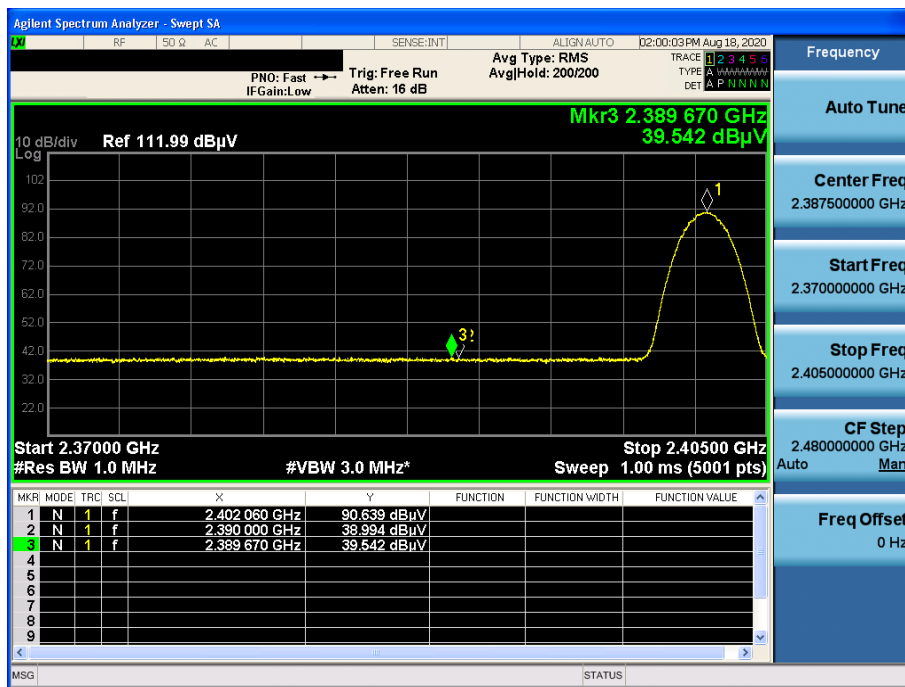 Agilent Spectrum Analyzer - Swept SA
LXI RF 50 Ω AC SENSE:INT ALIGN AUTO 02:00:03 PM Aug 18, 2020
Frequency
Avg Type: RMS TRACE 1 2 3 4 5 6
PNO: Fast Trig: Free Run Avg|Hold: 200/200 TYPE A WWWWW
IFGain:Low Atten: 16 dB DET A P N N N N
Auto Tune
Mkr3 2.389 670 GHz
10 dB/div Ref 111.99 dBµV 39.542 dBµV
Log
102
92.0
82.0
72.0
62.0
52.0
42.0
32.0
22.0
1
3
Center Freq
2.387500000 GHz
Start Freq
2.370000000 GHz
Stop Freq
2.405000000 GHz
CF Step
2.480000000 GHz
Auto Man
Freq Offset
0 Hz
Start 2.37000 GHz Stop 2.40500 GHz
#Res BW 1.0 MHz #VBW 3.0 MHz* Sweep 1.00 ms (5001 pts)
MKR MODE TRC SCL X Y FUNCTION FUNCTION WIDTH FUNCTION VALUE
1 N 1 f 2.402 060 GHz 90.639 dBµV
2 N 1 f 2.390 000 GHz 38.994 dBµV
3 N 1 f 2.389 670 GHz 39.542 dBµV
4
5
6
7
8
9
MSG STATUS